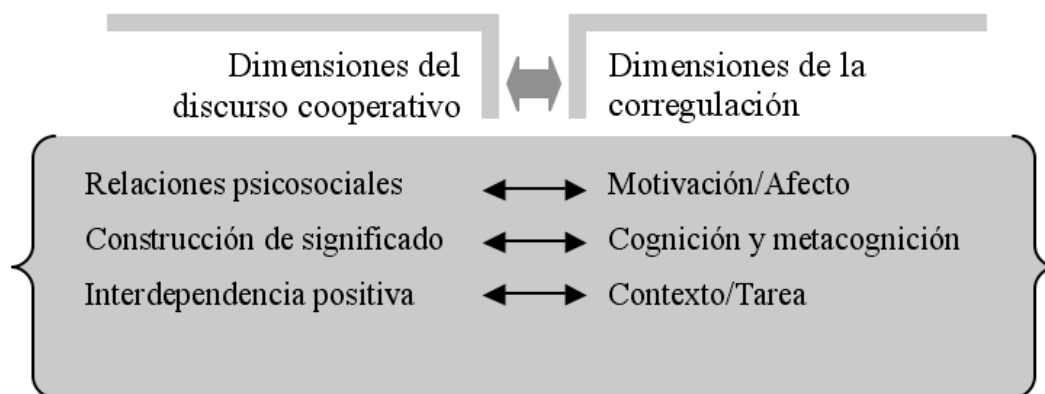 Dimensiones del
discurso cooperativo
Dimensiones de la
corregulación
Relaciones psicosociales
Motivación/Afecto
Construcción de significado
Cognición y metacognición
Interdependencia positiva
Contexto/Tarea